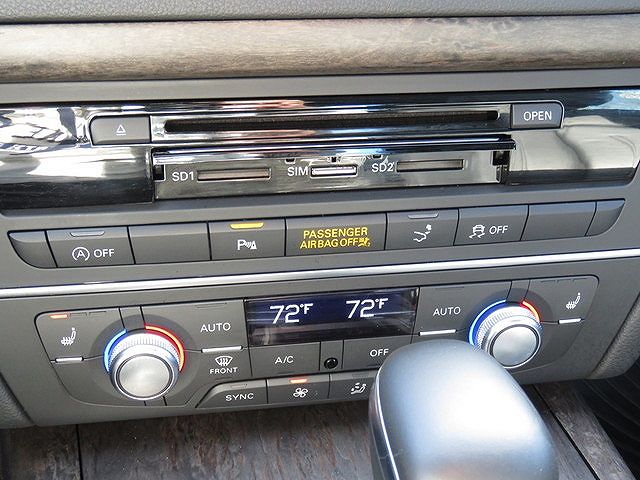 OPEN
SD1 SIM SD2
OFF
P
PASSENGER
AIRBAG OFF
OFF
72°F 72°F
AUTO
AUTO
FRONT
A/C
OFF
SYNC